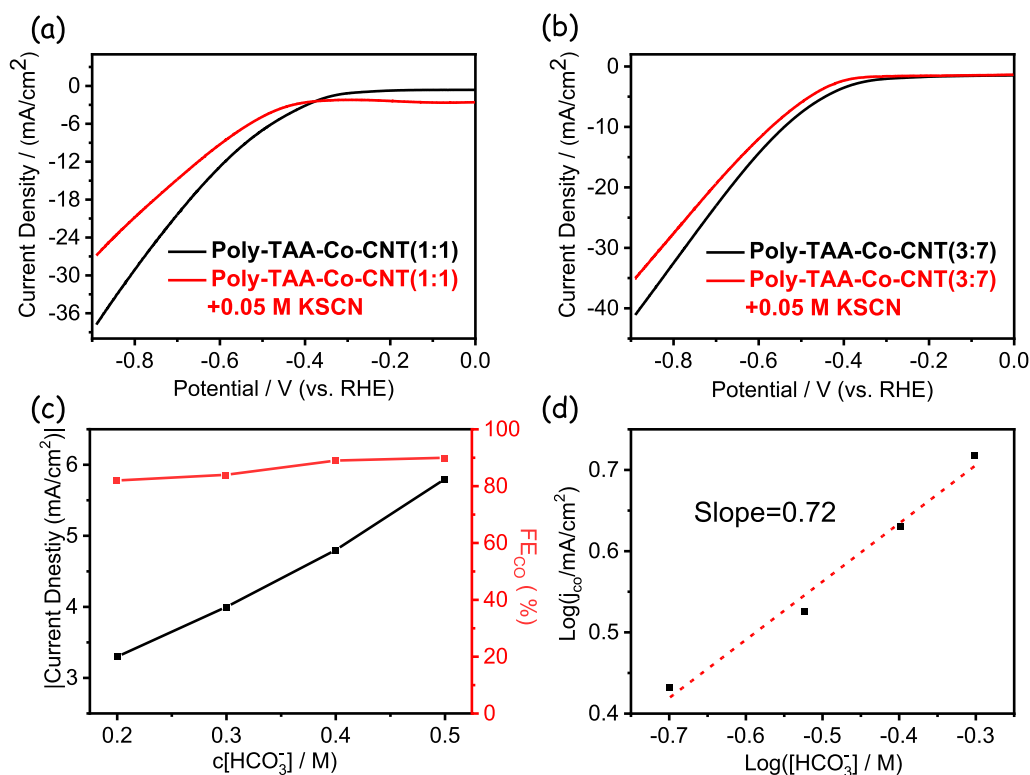 (a)
Current Density / (mA/cm²)
0
-6
-12
-18
-24
-30
-36
Poly-TAA-Co-CNT(1:1)
Poly-TAA-Co-CNT(1:1)
+0.05 M KSCN
-0.8 -0.6 -0.4 -0.2 0.0
Potential / V (vs. RHE)
(b)
Current Density / (mA/cm²)
0
-10
-20
-30
-40
Poly-TAA-Co-CNT(3:7)
Poly-TAA-Co-CNT(3:7)
+0.05 M KSCN
-0.8 -0.6 -0.4 -0.2 0.0
Potential / V (vs. RHE)
(c)
|Current Dnestiy (mA/cm²)|
6
5
4
3
100
80
60
40
20
0
FE_CO ( %)
0.2 0.3 0.4 0.5
c[HCO₃⁻] / M)
(d)
Log(j_co/mA/cm²)
0.7
0.6
0.5
0.4
Slope=0.72
-0.7 -0.6 -0.5 -0.4 -0.3
Log([HCO₃⁻] / M)